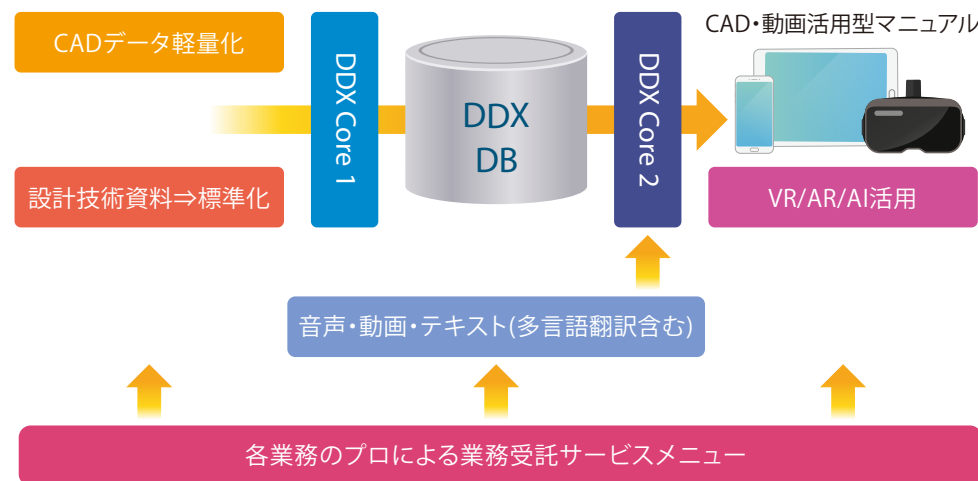 CADデータ軽量化
設計技術資料⇒標準化
DDX Core 1
DDX
DB
DDX Core 2
CAD・動画活用型マニュアル
VR/AR/AI活用
音声・動画・テキスト(多言語翻訳含む)
各業務のプロによる業務受託サービスメニュー